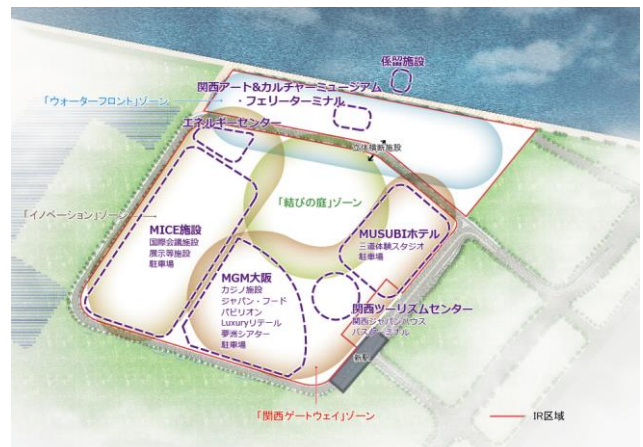 係留施設
関西アート&カルチャーミュージアム
・フェリーターミナル
「ウォーターフロント」ゾーン
エネルギーセンター
立体横断施設
「結びの庭」ゾーン
「イノベーション」ゾーン
MICE施設
国際会議施設
展示等施設
駐車場
MUSUBIホテル
三道体験スタジオ
駐車場
MGM大阪
カジノ施設
ジャパン・フード
パビリオン
Luxuryリテール
夢洲シアター
駐車場
関西ツーリズムセンター
関西ジャパンハウス
バスターミナル
新駅
「関西ゲートウェイ」ゾーン
IR区域